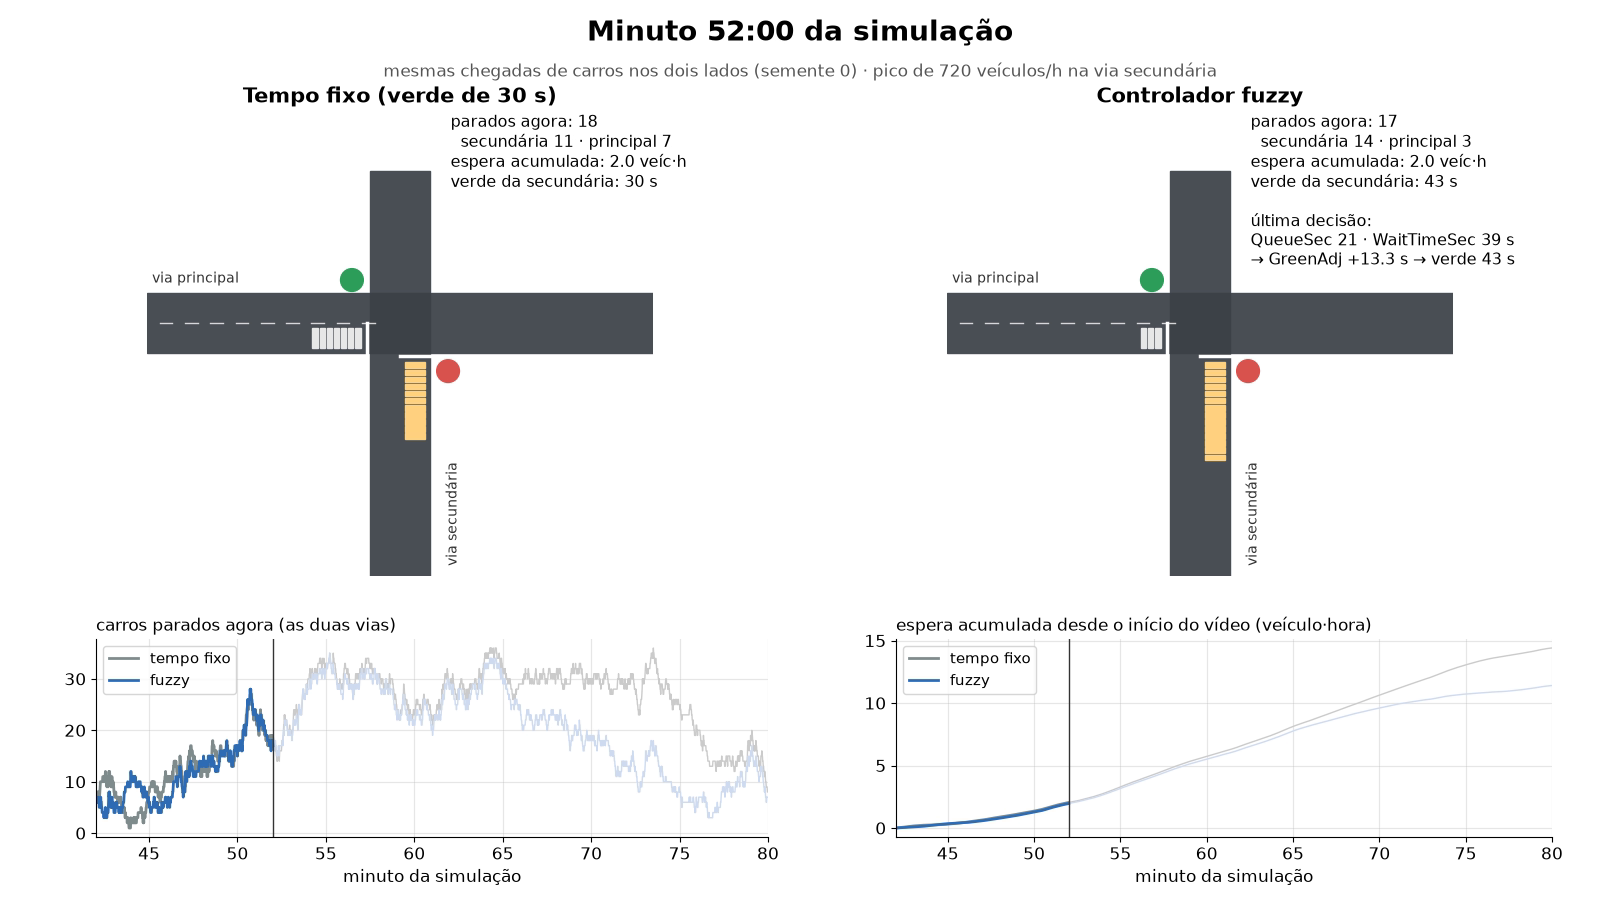 Minuto 52:00 da simulação
mesmas chegadas de carros nos dois lados (semente 0) · pico de 720 veículos/h na via secundária
Tempo fixo (verde de 30 s)
parados agora: 18
secundária 11 · principal 7
espera acumulada: 2.0 veíc·h
verde da secundária: 30 s
via principal
via secundária
Controlador fuzzy
parados agora: 17
secundária 14 · principal 3
espera acumulada: 2.0 veíc·h
verde da secundária: 43 s
última decisão:
QueueSec 21 · WaitTimeSec 39 s
→ GreenAdj +13.3 s → verde 43 s
via principal
via secundária
carros parados agora (as duas vias)
tempo fixo
fuzzy
30
20
10
0
45 50 55 60 65 70 75 80
minuto da simulação
espera acumulada desde o início do vídeo (veículo·hora)
tempo fixo
fuzzy
15
10
5
0
45 50 55 60 65 70 75 80
minuto da simulação